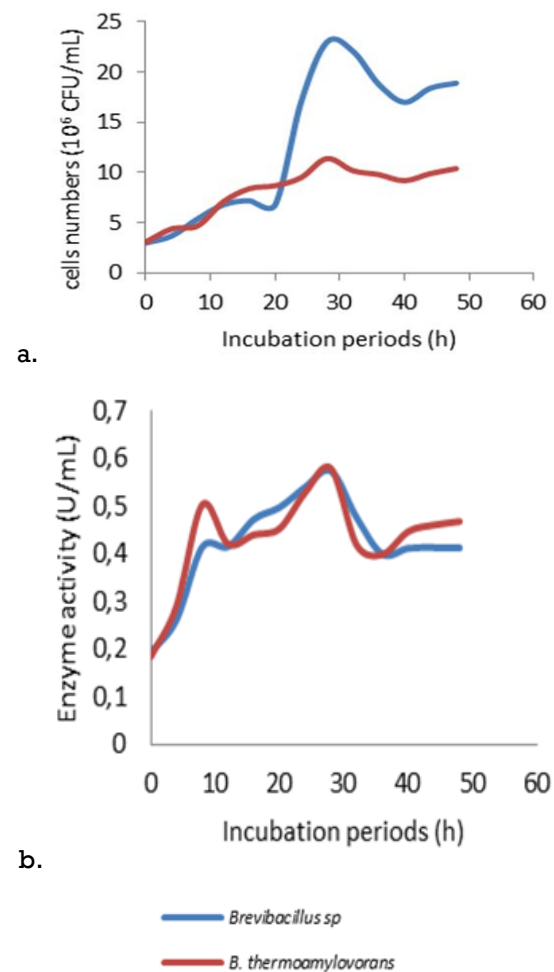 25
20
15
10
5
0
cells numbers (10⁶ CFU/mL)
0 10 20 30 40 50 60
Incubation periods (h)
a.
0,7
0,6
0,5
0,4
0,3
0,2
0,1
0
Enzyme activity (U/mL)
0 10 20 30 40 50 60
Incubation periods (h)
b.
Brevibacillus sp
B. thermoamylovorans